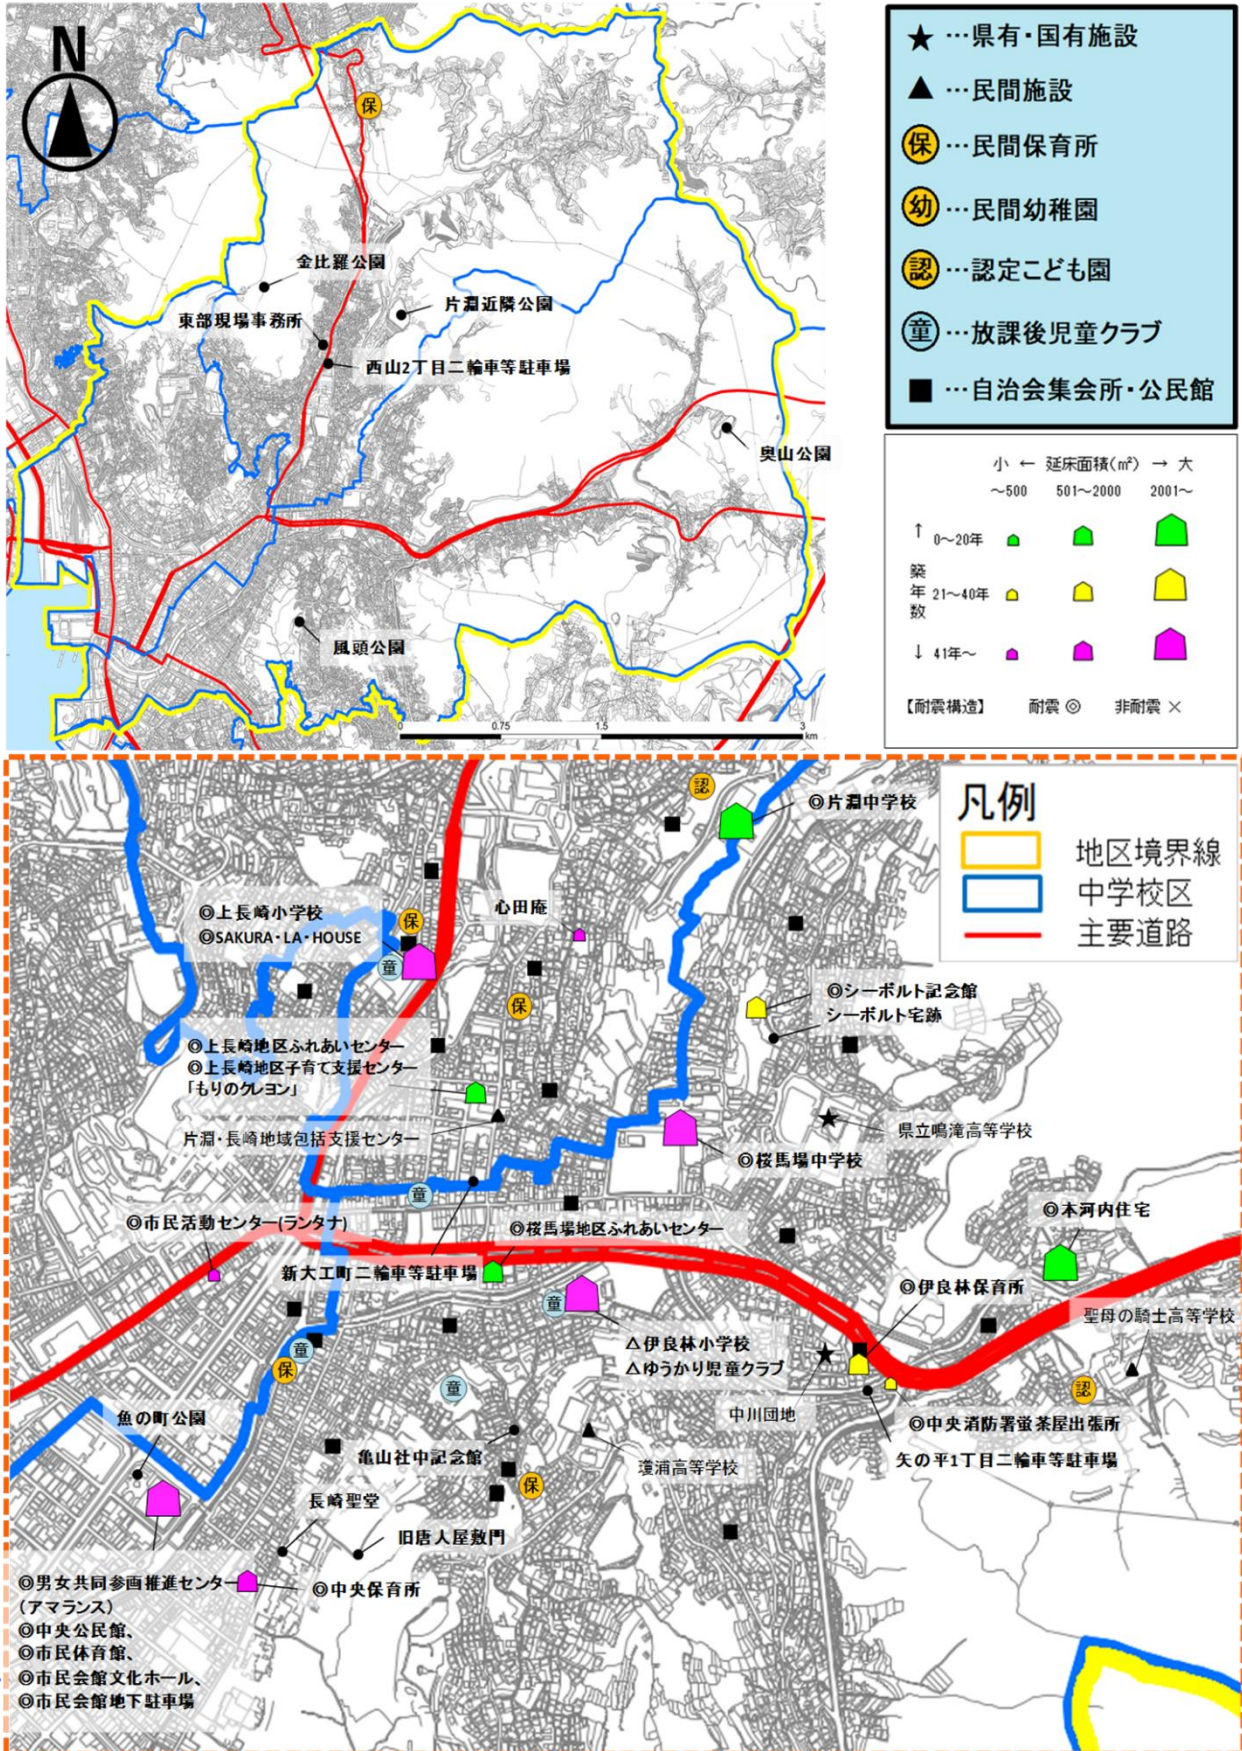 N
保
金比羅公園
片淵近隣公園
東部現場事務所
西山2丁目二輪車等駐車場
奥山公園
風頭公園
0
0.75
1.5
3
km
★…県有・国有施設
▲…民間施設
保…民間保育所
幼…民間幼稚園
認…認定こども園
童…放課後児童クラブ
■…自治会集会所・公民館
小 ← 延床面積(㎡) → 大
～500 501～2000 2001～
↑ 0～20年
築年数 21～40年
↓ 41年～
【耐震構造】 耐震 ◎ 非耐震 ×
凡例
地区境界線
中学校区
主要道路
認
◎片淵中学校
◎上長崎小学校
◎SAKURA・LA・HOUSE
保
童
心田庵
保
◎シーボルト記念館
シーボルト宅跡
◎上長崎地区ふれあいセンター
◎上長崎地区子育て支援センター
「もりのクレヨン」
片淵・長崎地域包括支援センター
県立鳴滝高等学校
◎桜馬場中学校
童
◎市民活動センター(ランタナ)
◎桜馬場地区ふれあいセンター
◎本河内住宅
新大工町二輪車等駐車場
◎伊良林保育所
童
聖母の騎士高等学校
△伊良林小学校
△ゆうかり児童クラブ
童
保
童
認
中川団地
◎中央消防署蛍茶屋出張所
矢の平1丁目二輪車等駐車場
魚の町公園
亀山社中記念館
瓊浦高等学校
保
長崎聖堂
旧唐人屋敷門
◎中央保育所
◎男女共同参画推進センター
(アマランス)
◎中央公民館、
◎市民体育館、
◎市民会館文化ホール、
◎市民会館地下駐車場